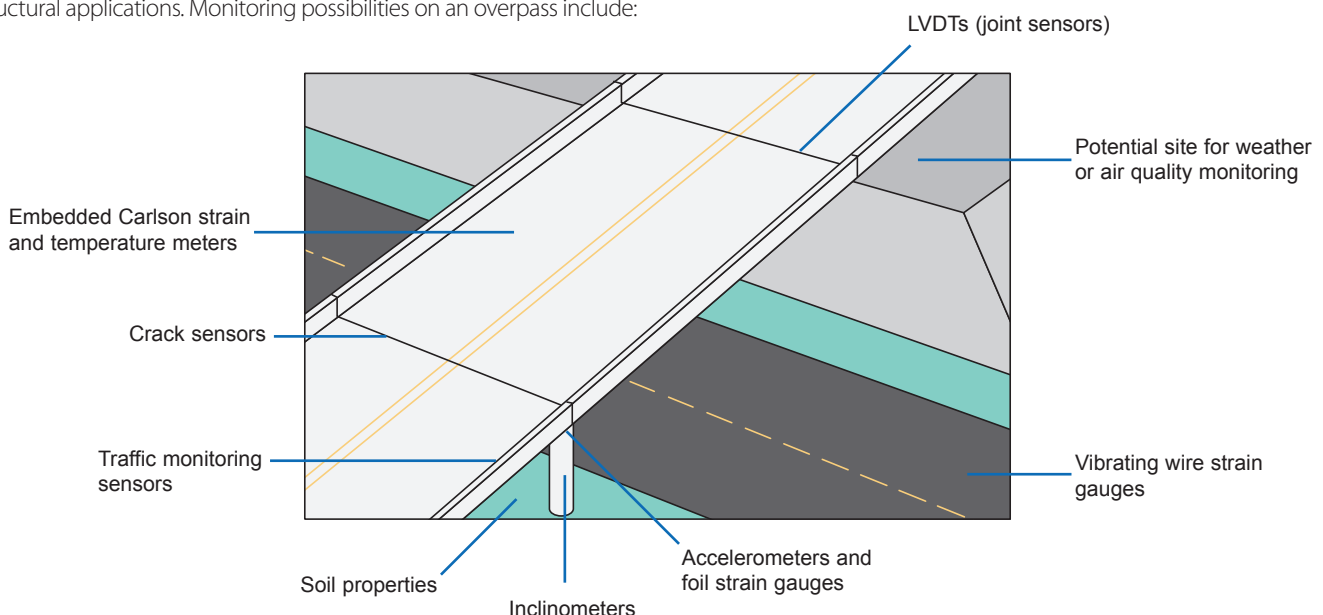 uctural applications. Monitoring possibilities on an overpass include:
LVDTs (joint sensors)
Potential site for weather
or air quality monitoring
Embedded Carlson strain
and temperature meters
Crack sensors
Traffic monitoring
sensors
Vibrating wire strain
gauges
Accelerometers and
foil strain gauges
Soil properties
Inclinometers